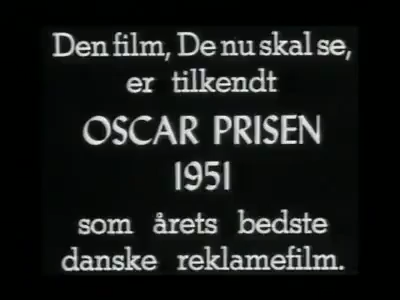 Den film, De nu skal se,
er tilkendt
OSCAR PRISEN
1951
som årets bedste
danske reklamefilm.